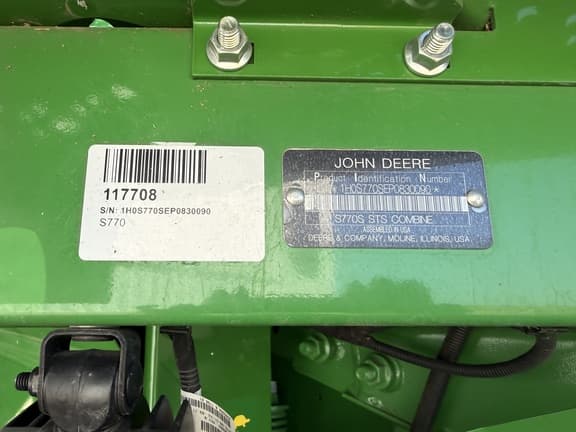 117708
S/N: 1H0S770SEP0830090
S770
JOHN DEERE
Product Identification Number
*1H0S770SEP0830090*
S770S STS COMBINE
ASSEMBLED IN USA
DEERE & COMPANY, MOLINE, ILLINOIS, USA